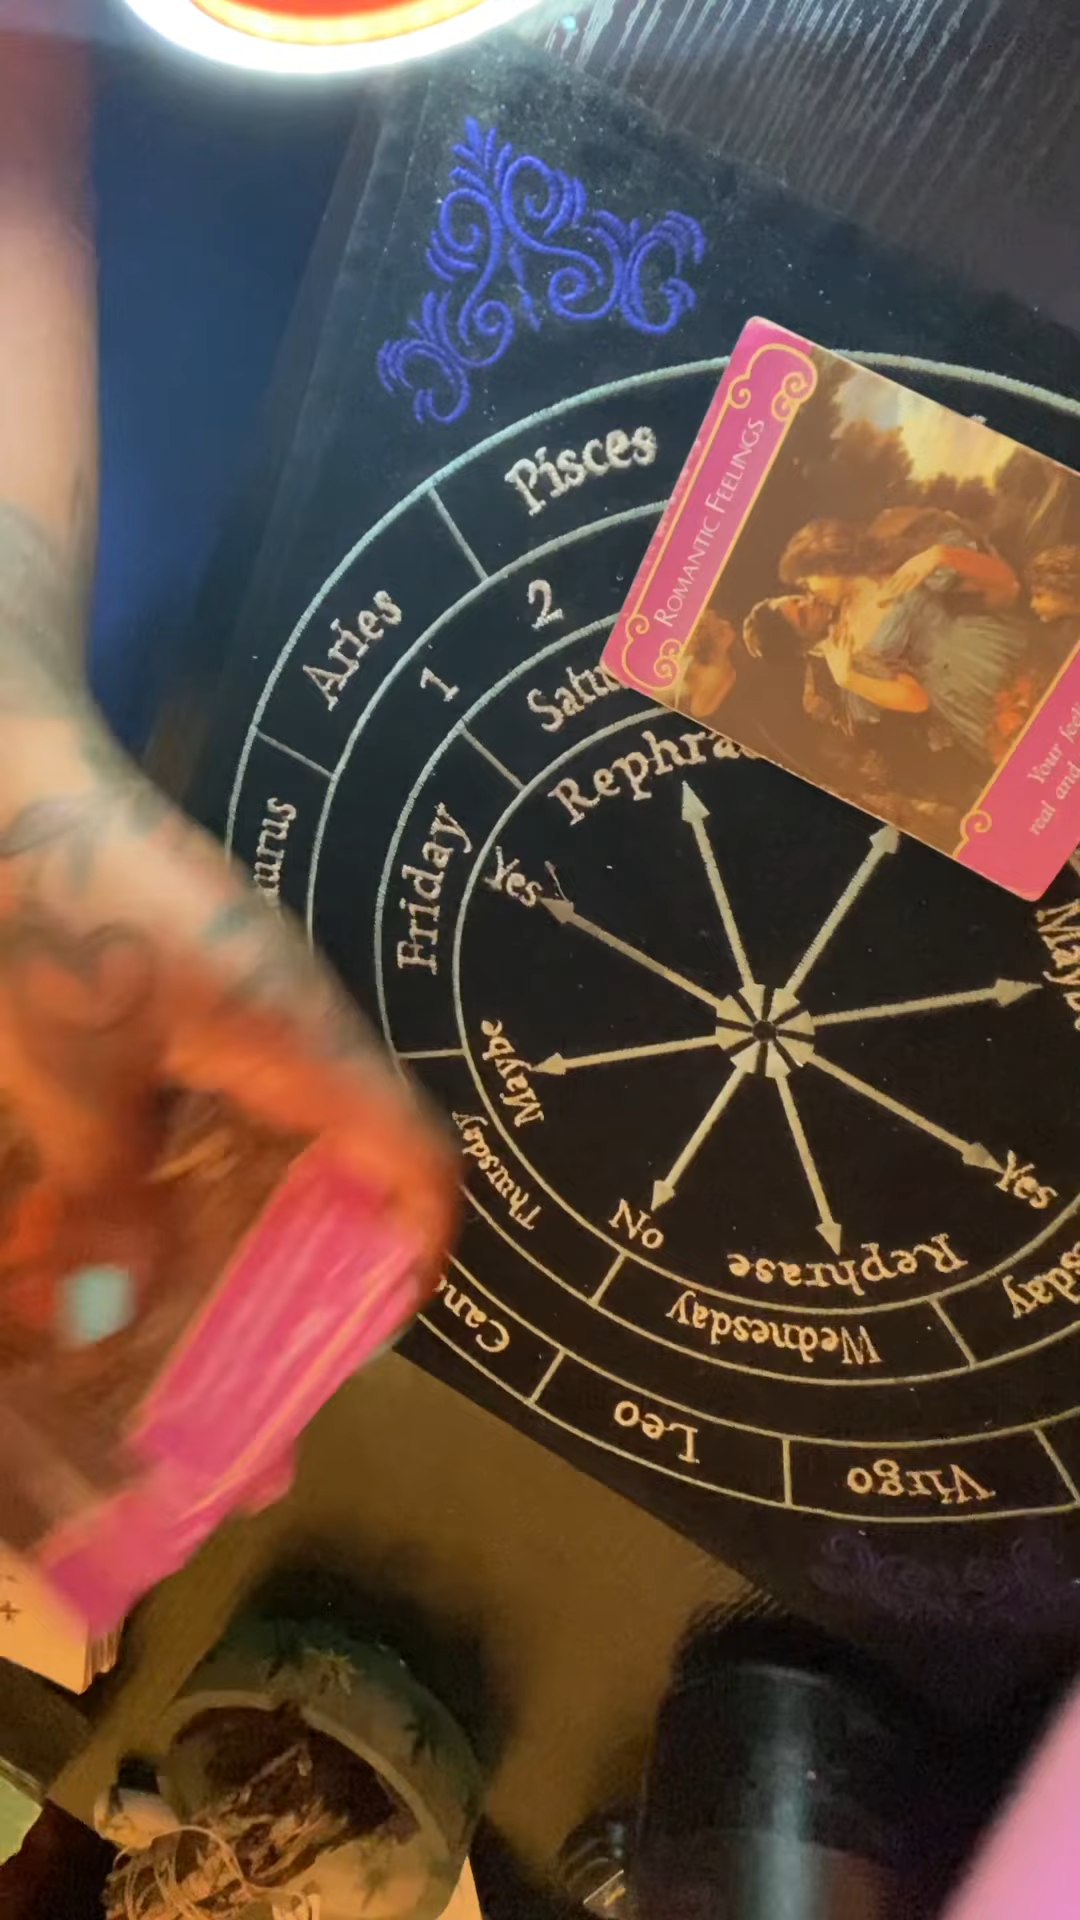 Pisces
Aries
2
1
ROMANTIC FEELINGS
Your
real and
Friday
Yes
Maybe
Thursday
No
Rephrase
Yes
Wednesday
Leo
Virgo